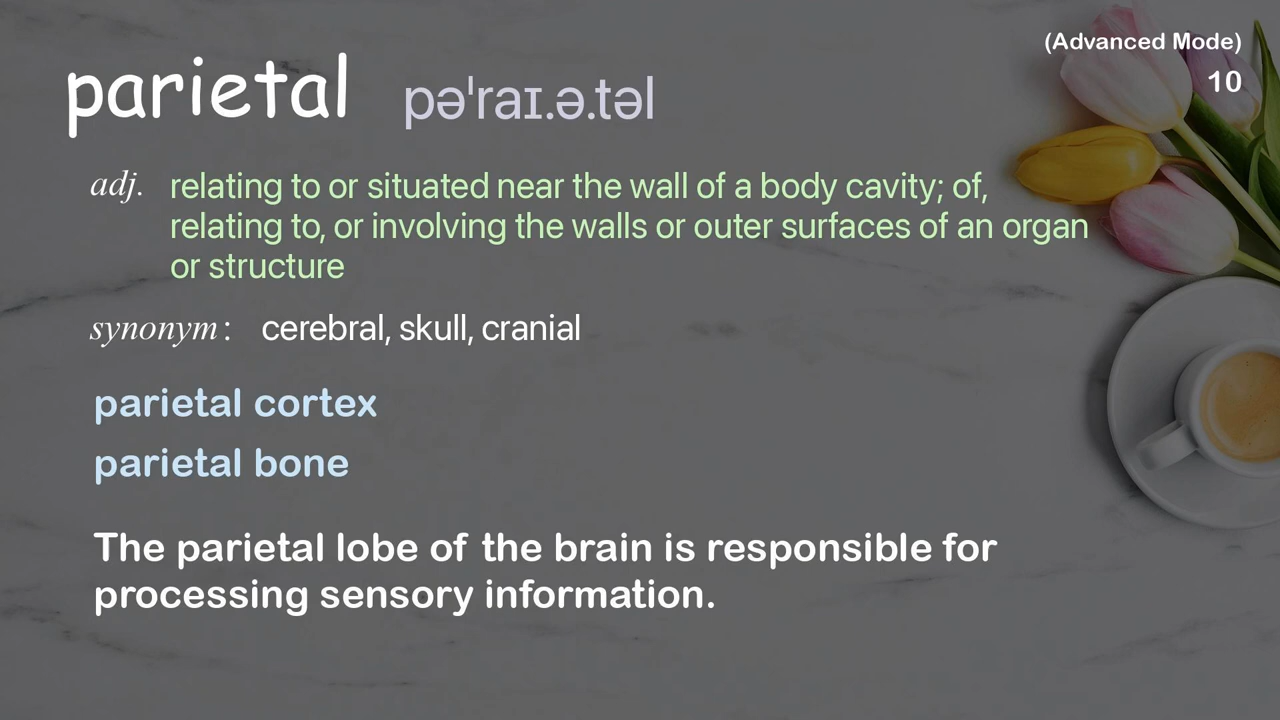 (Advanced Mode)
10
parietal pəˈraɪ.ə.təl
adj. relating to or situated near the wall of a body cavity; of,
relating to, or involving the walls or outer surfaces of an organ
or structure
synonym: cerebral, skull, cranial
parietal cortex
parietal bone
The parietal lobe of the brain is responsible for
processing sensory information.